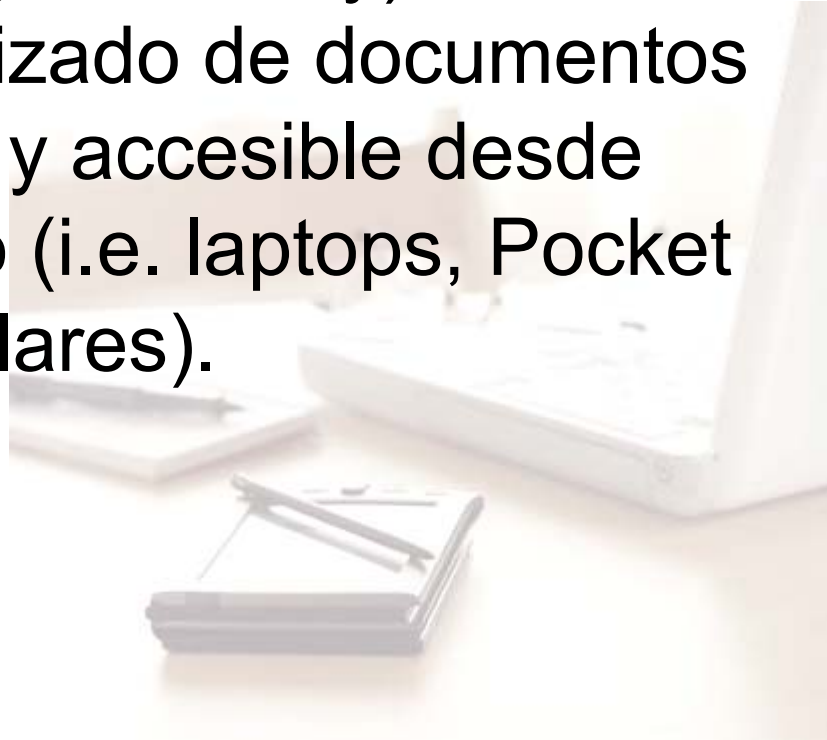 izado de documentos
y accesible desde
(i.e. laptops, Pocket
lares).